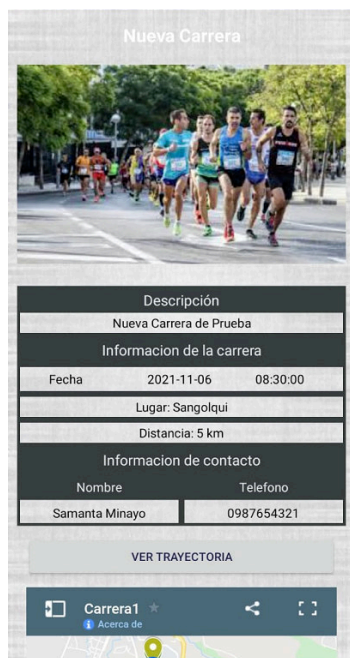 Nueva Carrera
Descripción
Nueva Carrera de Prueba
Informacion de la carrera
Fecha 2021-11-06 08:30:00
Lugar: Sangolqui
Distancia: 5 km
Informacion de contacto
Nombre Telefono
Samanta Minayo 0987654321
VER TRAYECTORIA
Carrera1
Acerca de